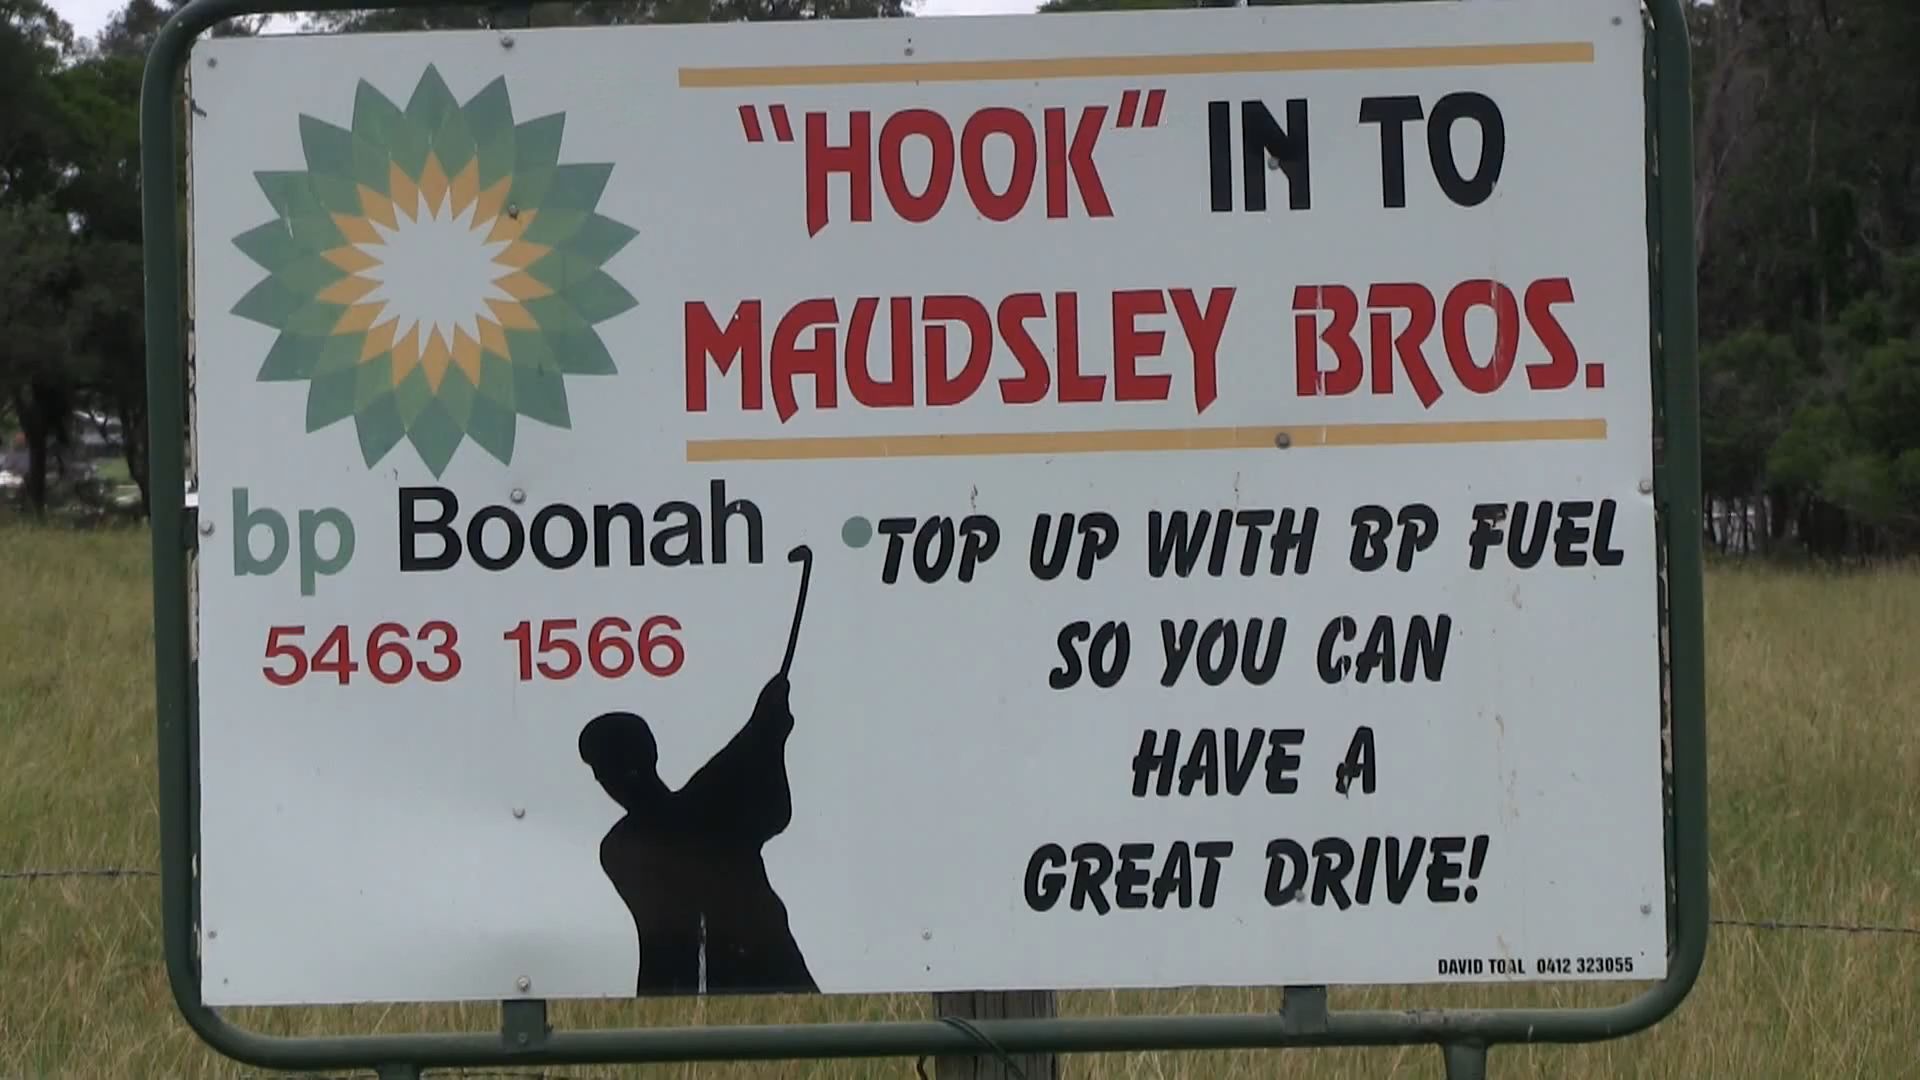 "HOOK" IN TO
MAUDSLEY BROS.
bp Boonah
5463 1566
•TOP UP WITH BP FUEL
SO YOU CAN
HAVE A
GREAT DRIVE!
DAVID TOAL 0412 323055